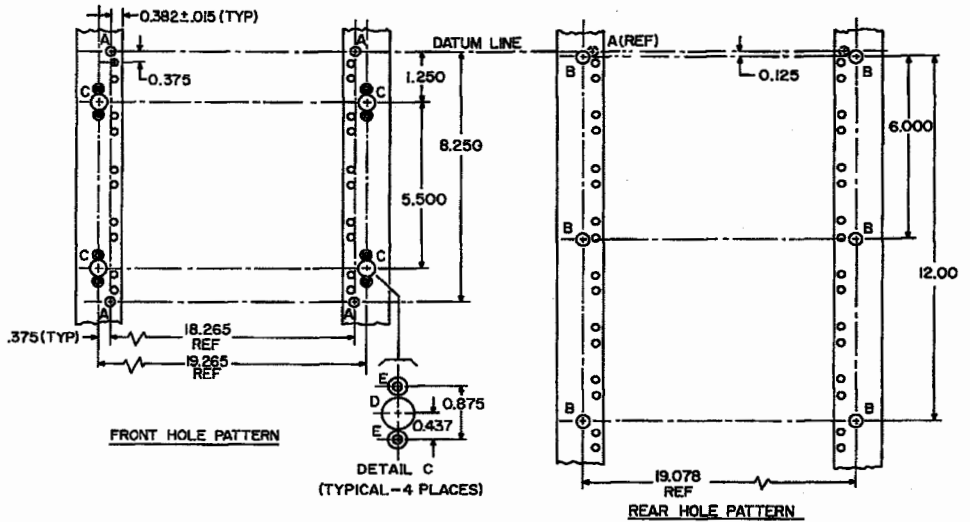 0.382±.015 (TYP)
A
A
0.375
C
C
1.250
8.250
5.500
C
C
A
A
.375 (TYP)
18.265
REF
19.265
REF
FRONT HOLE PATTERN
E
D
E
0.875
0.437
DETAIL C
(TYPICAL-4 PLACES)
DATUM LINE
A (REF)
B
B
0.125
6.000
B
B
12.00
B
B
19.078
REF
REAR HOLE PATTERN